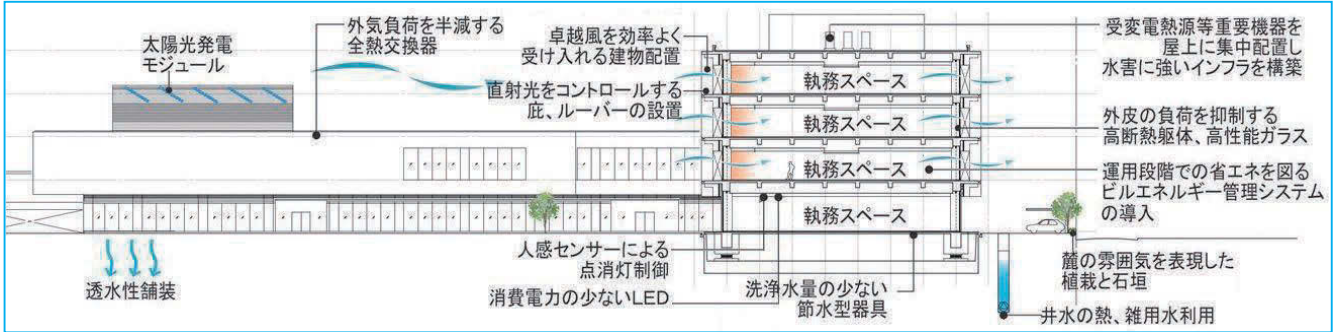 太陽光発電
モジュール
外気負荷を半減する
全熱交換器
卓越風を効率よく
受け入れる建物配置
直射光をコントロールする
庇、ルーバーの設置
執務スペース
執務スペース
執務スペース
執務スペース
受変電熱源等重要機器を
屋上に集中配置し
水害に強いインフラを構築
外皮の負荷を抑制する
高断熱躯体、高性能ガラス
運用段階での省エネを図る
ビルエネルギー管理システム
の導入
透水性舗装
人感センサーによる
点消灯制御
消費電力の少ないLED
洗浄水量の少ない
節水型器具
麓の雰囲気を表現した
植栽と石垣
井水の熱、雑用水利用